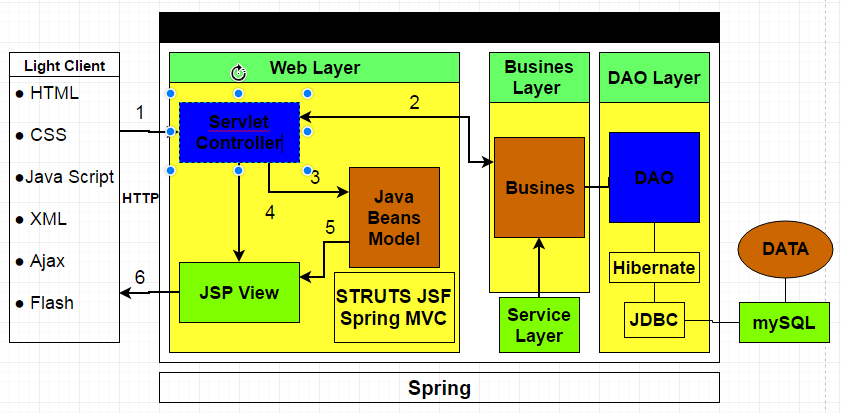 Light Client
● HTML
● CSS
●Java Script
● XML
● Ajax
● Flash
1
HTTP
6
Web Layer
Servlet
Controller
2
3
4
5
Java
Beans
Model
JSP View
STRUTS JSF
Spring MVC
Busines
Layer
Busines
Service
Layer
DAO Layer
DAO
Hibernate
JDBC
DATA
mySQL
Spring